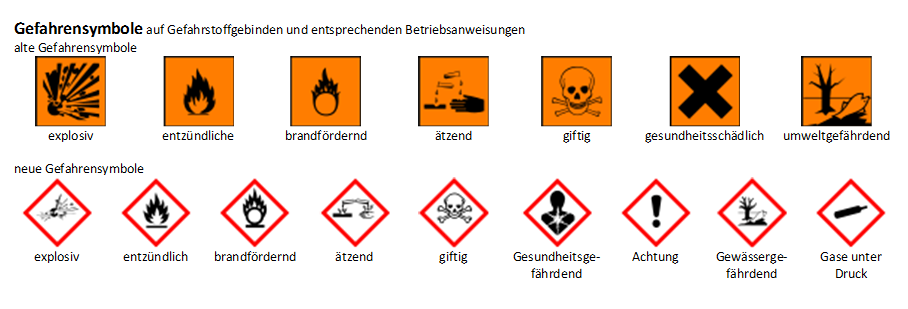 Gefahrensymbole auf Gefahrstoffgebinden und entsprechenden Betriebsanweisungen
alte Gefahrensymbole
explosiv entzündliche brandfördernd ätzend giftig gesundheitsschädlich umweltgefährdend
neue Gefahrensymbole
explosiv entzündlich brandfördernd ätzend giftig Gesundheitsge- Achtung Gewässerge- Gase unter
fährdend fährdend Druck